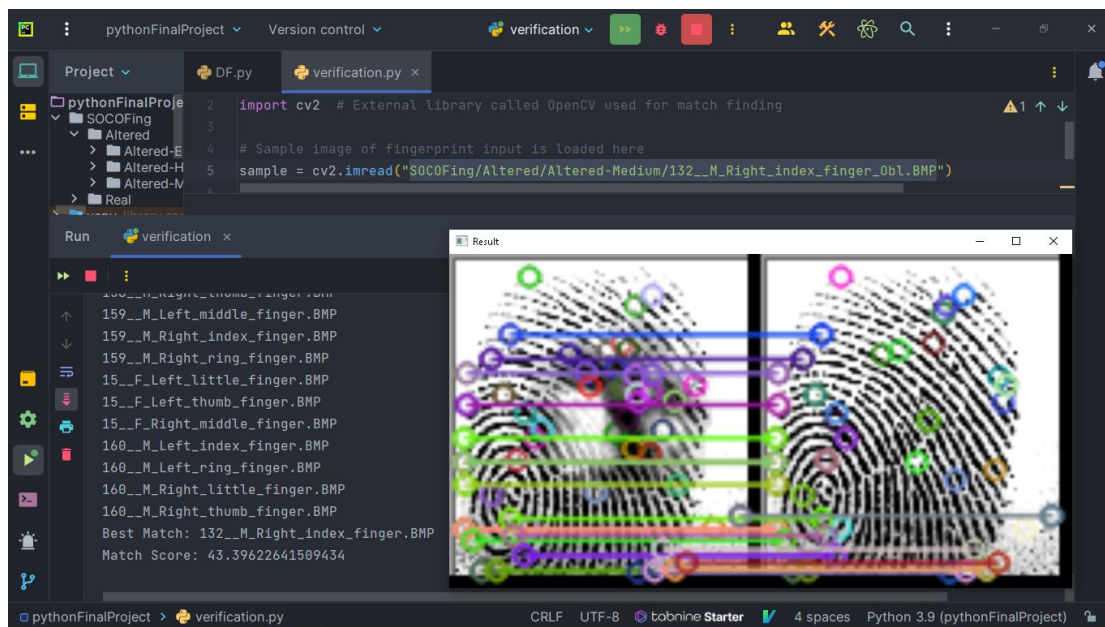 PC pythonFinalProject Version control verification
Project DF.py verification.py ×
pythonFinalProje
SOCOFing
Altered
Altered-E
Altered-H
Altered-M
Real
2 import cv2 # External library called OpenCV used for match finding
1
3
4 # Sample image of fingerprint input is loaded here
5 sample = cv2.imread("SOCOFing/Altered/Altered-Medium/132__M_Right_index_finger_Obl.BMP")
Run verification ×
Result
159__M_Left_middle_finger.BMP
159__M_Right_index_finger.BMP
159__M_Right_ring_finger.BMP
15__F_Left_little_finger.BMP
15__F_Left_thumb_finger.BMP
15__F_Right_middle_finger.BMP
160__M_Left_index_finger.BMP
160__M_Left_ring_finger.BMP
160__M_Right_little_finger.BMP
160__M_Right_thumb_finger.BMP
Best Match: 132__M_Right_index_finger.BMP
Match Score: 43.39622641509434
pythonFinalProject > verification.py CRLF UTF-8 tabnine Starter 4 spaces Python 3.9 (pythonFinalProject)